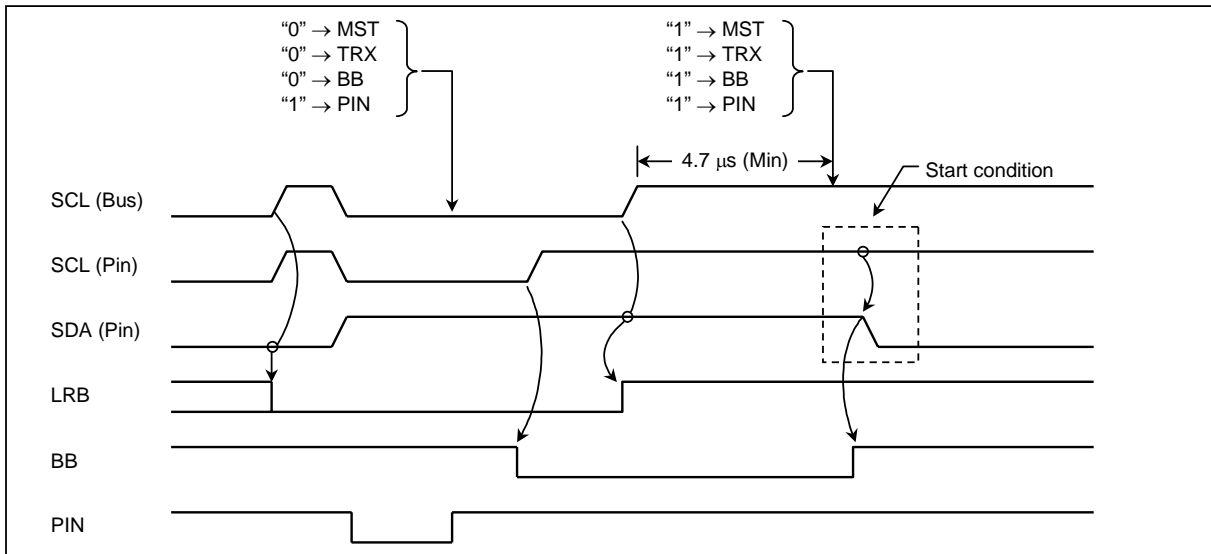 “0” → MST
“0” → TRX
“0” → BB
“1” → PIN
“1” → MST
“1” → TRX
“1” → BB
“1” → PIN
4.7 μs (Min)
Start condition
SCL (Bus)
SCL (Pin)
SDA (Pin)
LRB
BB
PIN